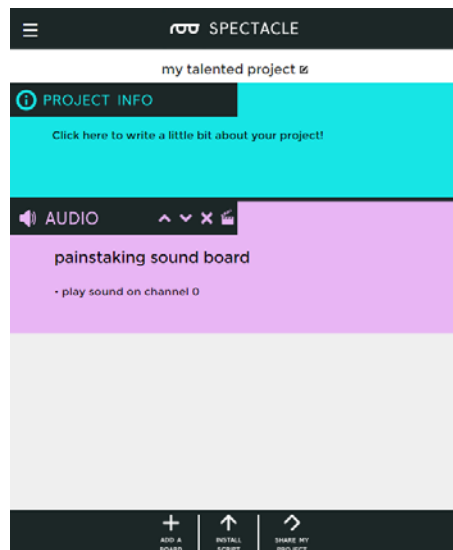 SPECTACLE
my talented project
PROJECT INFO
Click here to write a little bit about your project!
AUDIO
painstaking sound board
- play sound on channel 0
ADD A
BOARD
INSTALL
SCRIPT
SHARE MY
PROJECT